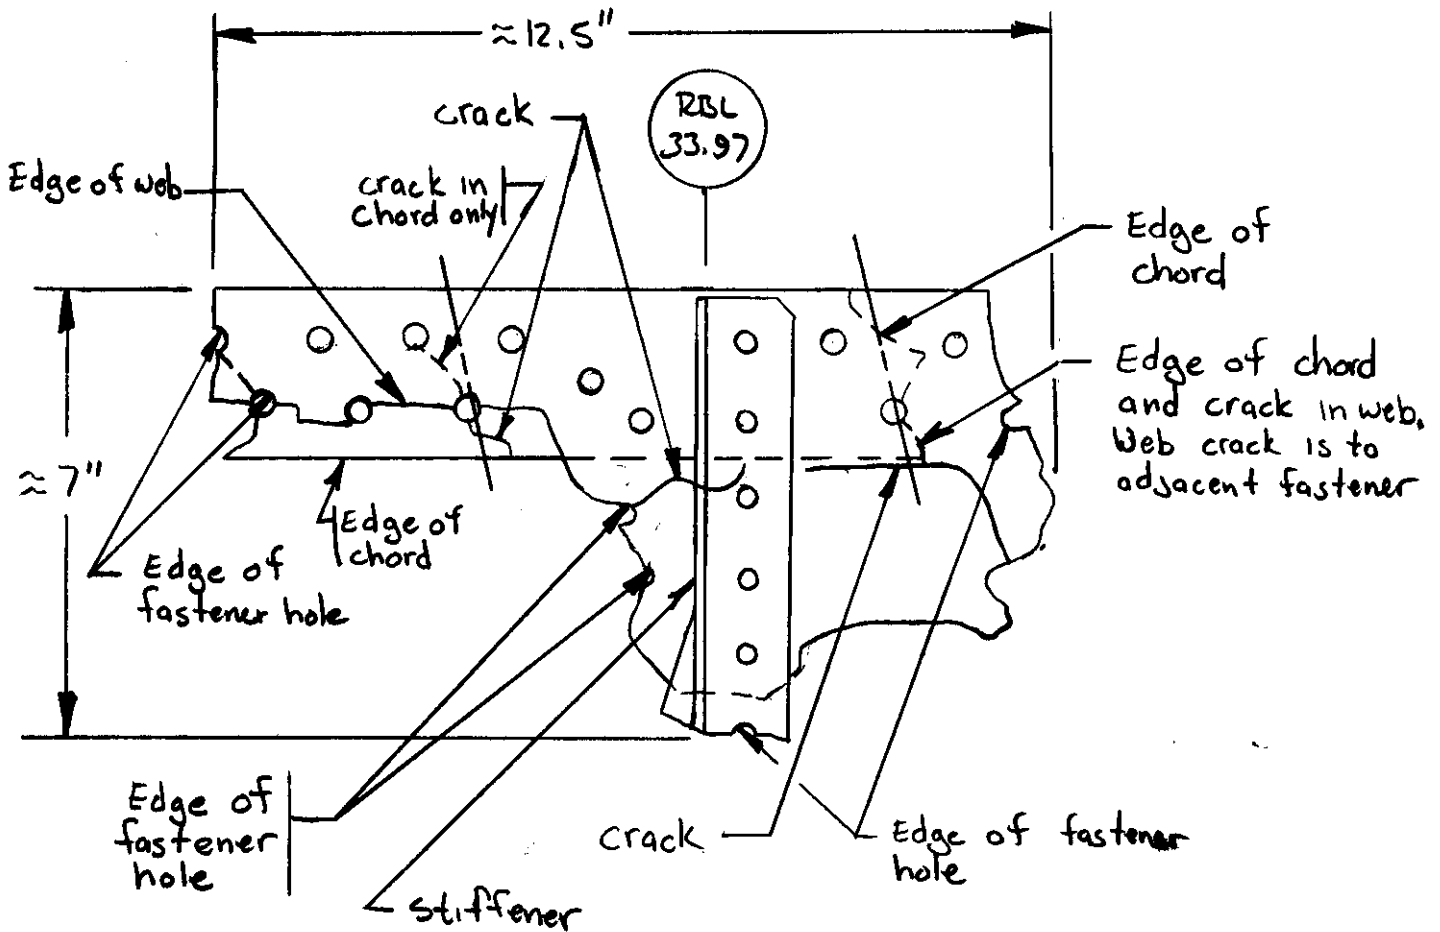 ≈12.5"
RBL
33.97
crack
Edge of web
crack in
chord only
Edge of
chord
Edge of chord
and crack in web.
Web crack is to
adjacent fastener
≈7"
Edge of
chord
Edge of
fastener hole
Edge of
fastener
hole
crack
Edge of fastener
hole
stiffener